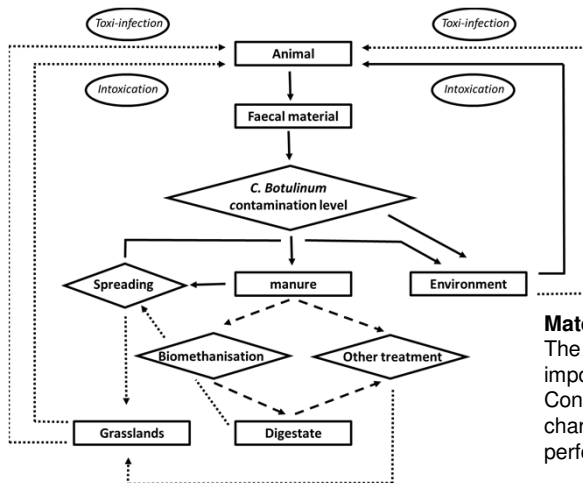 Toxi-infection
Toxi-infection
Animal
Intoxication
Intoxication
Faecal material
C. Botulinum
contamination level
Spreading
manure
Environment
Biomethanisation
Other treatment
Grasslands
Digestate
Mate
The
impo
Con
char
perfo